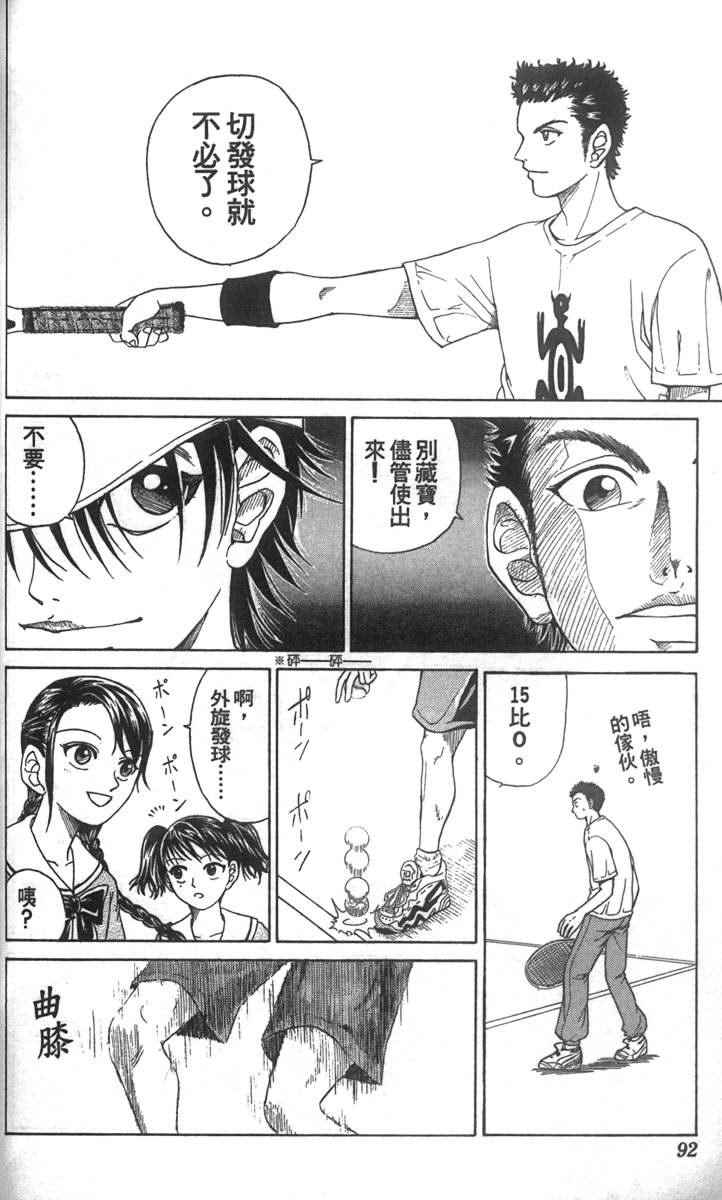 切發球就
不必了。
別藏寶,
儘管使出
來!
不要……
唔,傲慢
的傢伙。
15比0。
※砰——砰——
ポーン
ポーン
啊,
外旋發球……
ポーン
ポーン
咦?
曲膝
92